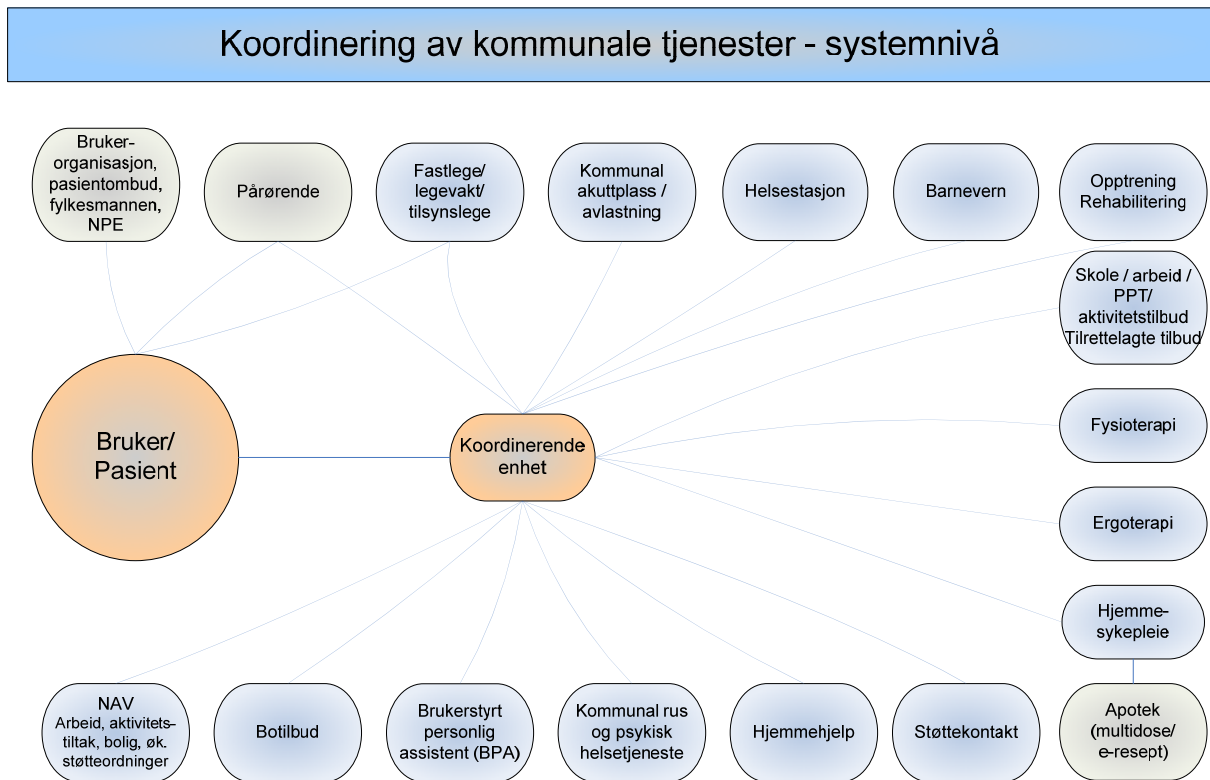 Koordinering av kommunale tjenester - systemnivå
Bruker-
organisasjon,
pasientombud,
fylkesmannen,
NPE
Pårørende
Fastlege/
legevakt/
tilsynslege
Kommunal
akuttplass /
avlastning
Helsestasjon
Barnevern
Opptrening
Rehabilitering
Skole / arbeid /
PPT/
aktivitetstilbud
Tilrettelagte tilbud
Bruker/
Pasient
Koordinerende
enhet
Fysioterapi
Ergoterapi
Hjemme-
sykepleie
NAV
Arbeid, aktivitets-
tiltak, bolig, øk.
støtteordninger
Botilbud
Brukerstyrt
personlig
assistent (BPA)
Kommunal rus
og psykisk
helsetjeneste
Hjemmehjelp
Støttekontakt
Apotek
(multidose/
e-resept)